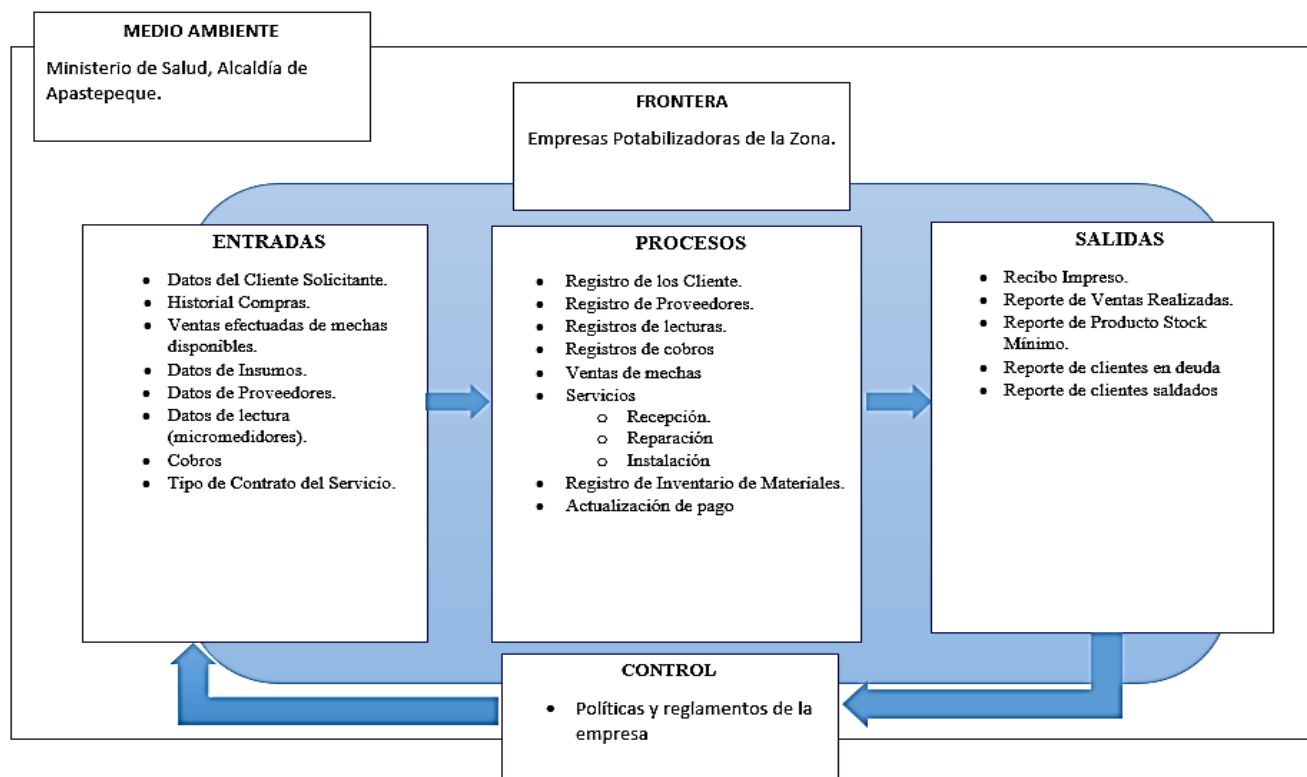 MEDIO AMBIENTE
Ministerio de Salud, Alcaldía de
Apastepeque.
FRONTERA
Empresas Potabilizadoras de la Zona.
ENTRADAS
• Datos del Cliente Solicitante.
• Historial Compras.
• Ventas efectuadas de mechas
disponibles.
• Datos de Insumos.
• Datos de Proveedores.
• Datos de lectura
(micromedidores).
• Cobros
• Tipo de Contrato del Servicio.
PROCESOS
• Registro de los Cliente.
• Registro de Proveedores.
• Registros de lecturas.
• Registros de cobros
• Ventas de mechas
• Servicios
o Recepción.
o Reparación
o Instalación
• Registro de Inventario de Materiales.
• Actualización de pago
SALIDAS
• Recibo Impreso.
• Reporte de Ventas Realizadas.
• Reporte de Producto Stock
Mínimo.
• Reporte de clientes en deuda
• Reporte de clientes saldados
CONTROL
• Políticas y reglamentos de la
empresa